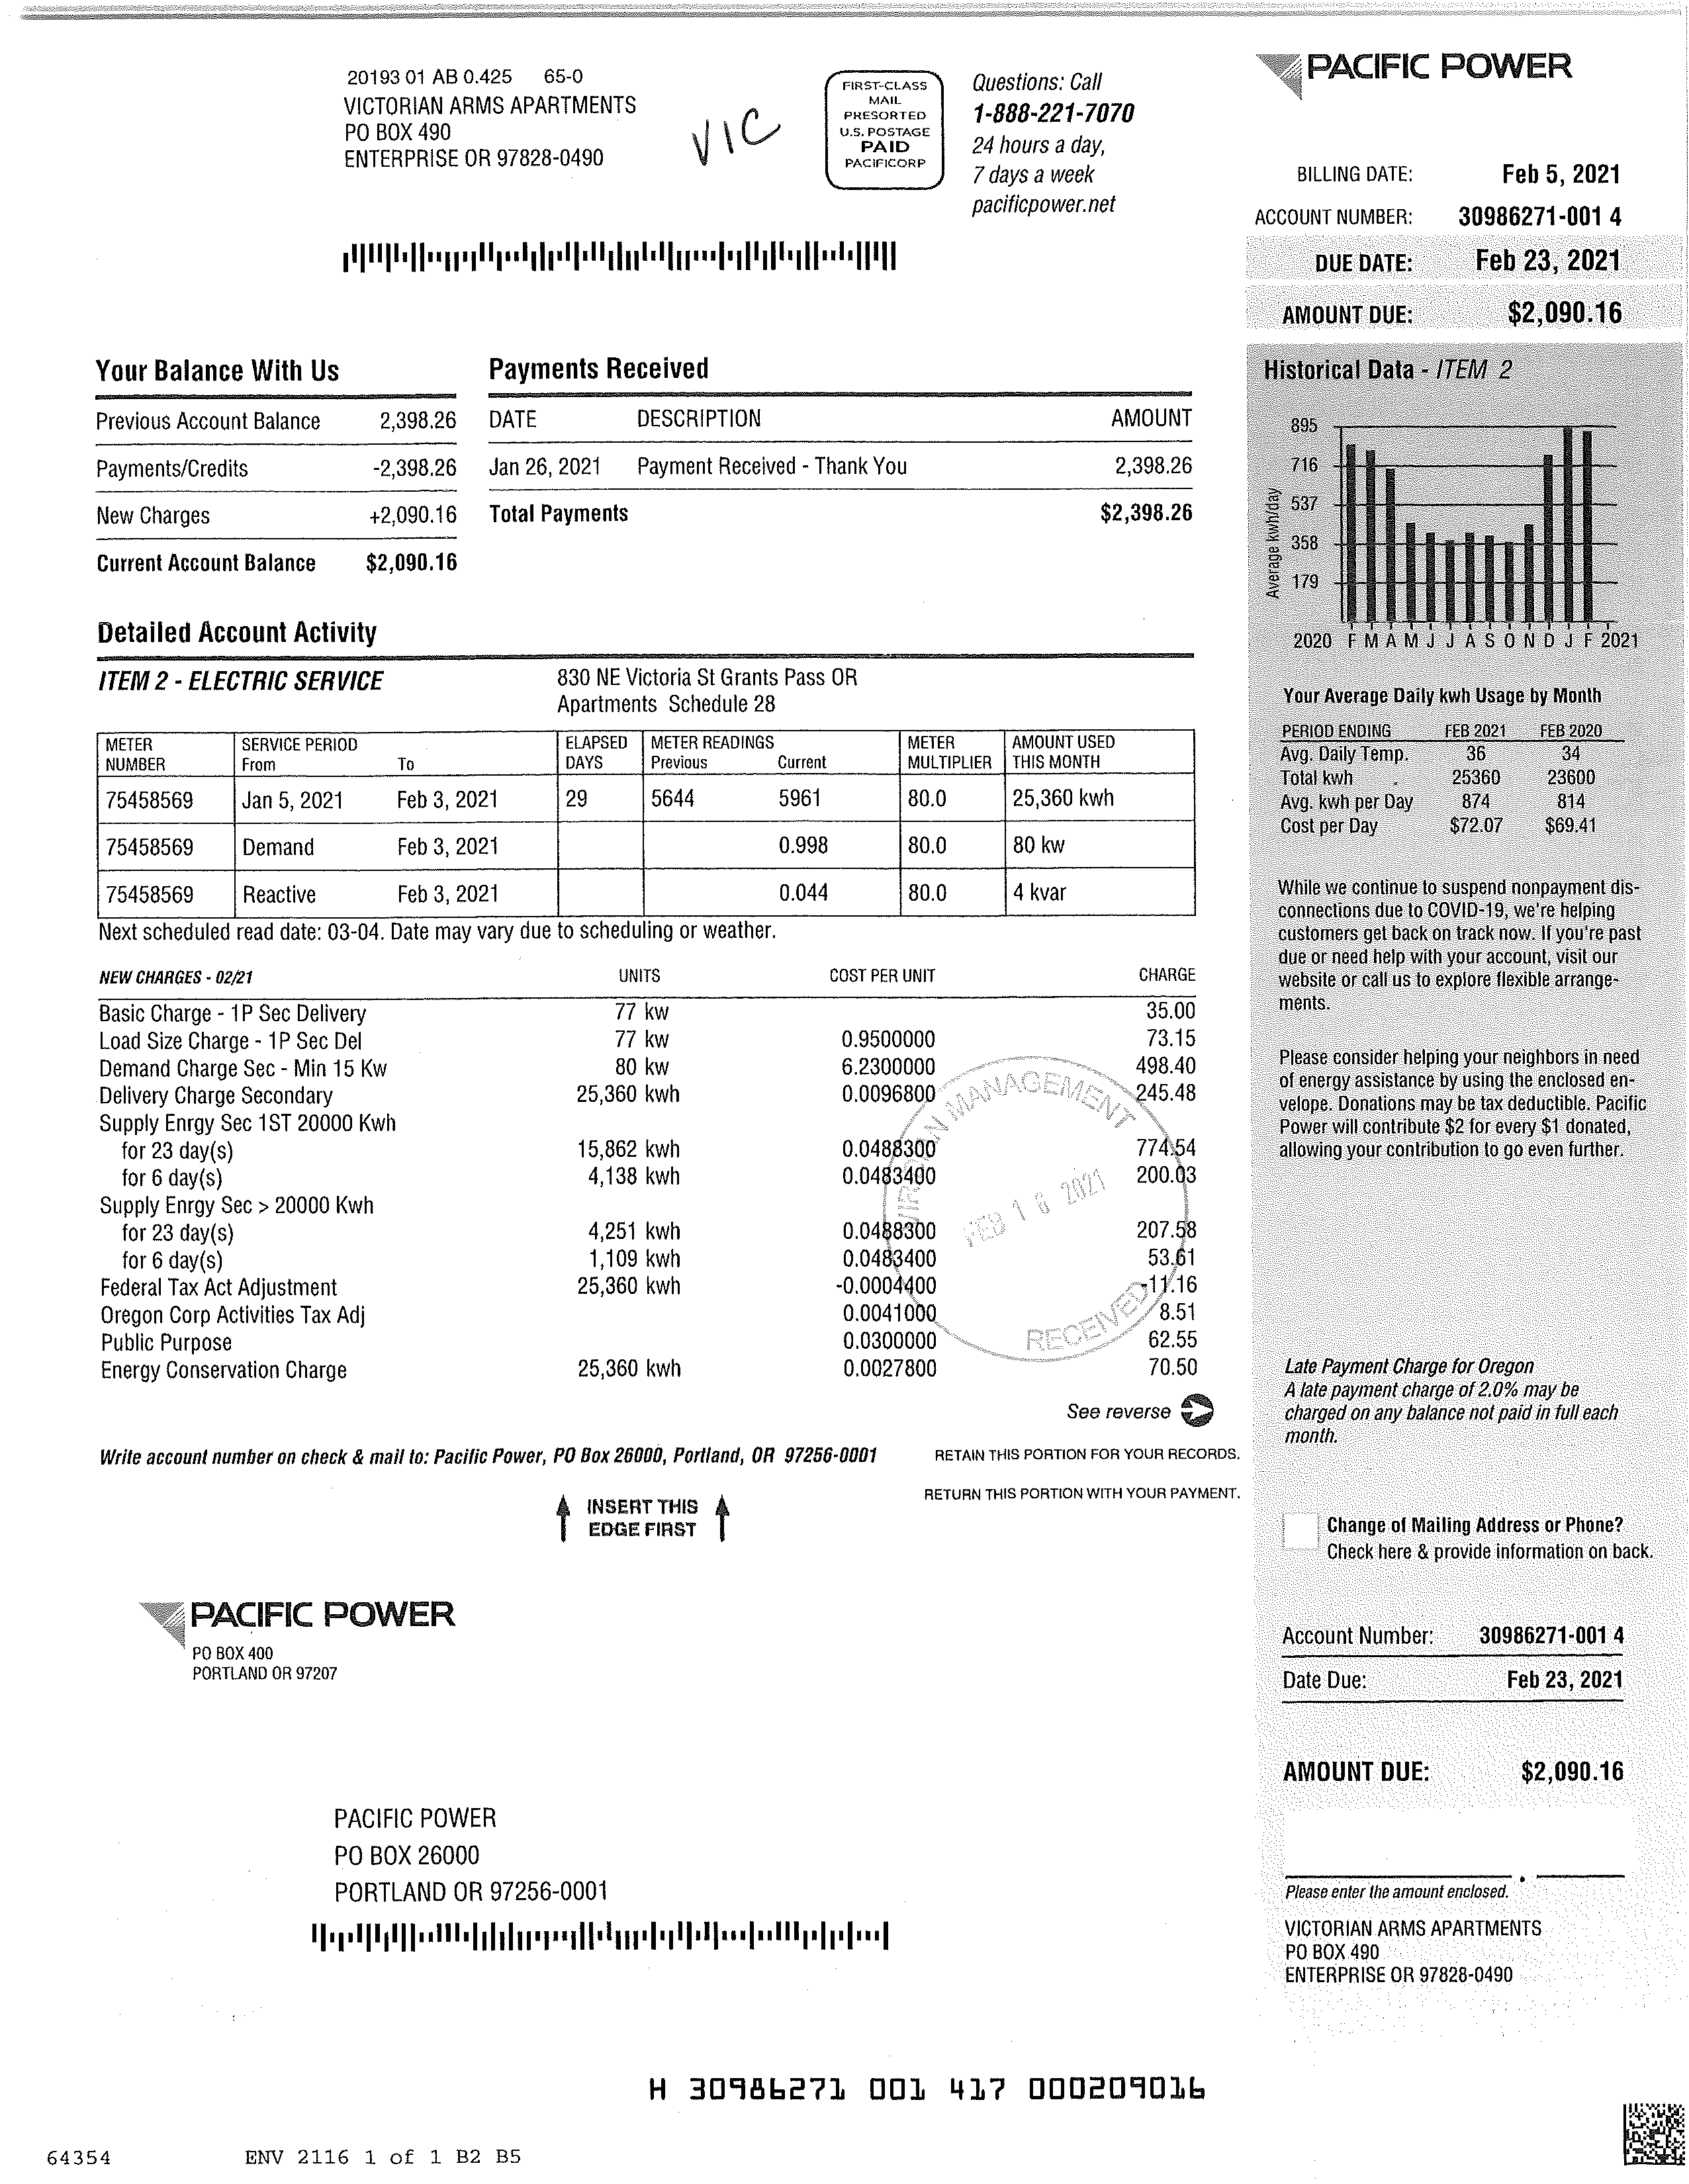 20193 01 AB 0.425 65-0
VICTORIAN ARMS APARTMENTS
PO BOX 490
ENTERPRISE OR 97828-0490
VIC
FIRST-CLASS
MAIL
PRESORTED
U.S. POSTAGE
PAID
PACIFICORP
Questions: Call
1-888-221-7070
24 hours a day,
7 days a week
pacificpower.net
PACIFIC POWER
BILLING DATE: Feb 5, 2021
ACCOUNT NUMBER: 30986271-001 4
DUE DATE: Feb 23, 2021
AMOUNT DUE: $2,090.16
Your Balance With Us
Previous Account Balance 2,398.26
Payments/Credits -2,398.26
New Charges +2,090.16
Current Account Balance $2,090.16
Payments Received
DATE DESCRIPTION AMOUNT
Jan 26, 2021 Payment Received - Thank You 2,398.26
Total Payments $2,398.26
Historical Data - ITEM 2
895
716
537
358
179
Average kwh/day
2020 F M A M J J A S O N D J F 2021
Detailed Account Activity
ITEM 2 - ELECTRIC SERVICE 830 NE Victoria St Grants Pass OR
Apartments Schedule 28
METER SERVICE PERIOD ELAPSED METER READINGS METER AMOUNT USED
NUMBER From To DAYS Previous Current MULTIPLIER THIS MONTH
75458569 Jan 5, 2021 Feb 3, 2021 29 5644 5961 80.0 25,360 kwh
75458569 Demand Feb 3, 2021 0.998 80.0 80 kw
75458569 Reactive Feb 3, 2021 0.044 80.0 4 kvar
Next scheduled read date: 03-04. Date may vary due to scheduling or weather.
NEW CHARGES - 02/21 UNITS COST PER UNIT CHARGE
Basic Charge - 1P Sec Delivery 77 kw 35.00
Load Size Charge - 1P Sec Del 77 kw 0.9500000 73.15
Demand Charge Sec - Min 15 Kw 80 kw 6.2300000 498.40
Delivery Charge Secondary 25,360 kwh 0.0096800 245.48
Supply Enrgy Sec 1ST 20000 Kwh
for 23 day(s) 15,862 kwh 0.0488300 774.54
for 6 day(s) 4,138 kwh 0.0483400 200.03
Supply Enrgy Sec > 20000 Kwh
for 23 day(s) 4,251 kwh 0.0488300 207.58
for 6 day(s) 1,109 kwh 0.0483400 53.61
Federal Tax Act Adjustment 25,360 kwh -0.0004400 -11.16
Oregon Corp Activities Tax Adj 0.0041000 8.51
Public Purpose 0.0300000 62.55
Energy Conservation Charge 25,360 kwh 0.0027800 70.50
MANAGEMENT
FEB 16 2021
RECEIVED
See reverse
Your Average Daily kwh Usage by Month
PERIOD ENDING FEB 2021 FEB 2020
Avg. Daily Temp. 36 34
Total kwh 25360 23600
Avg. kwh per Day 874 814
Cost per Day $72.07 $69.41
While we continue to suspend nonpayment dis-
connections due to COVID-19, we're helping
customers get back on track now. If you're past
due or need help with your account, visit our
website or call us to explore flexible arrange-
ments.
Please consider helping your neighbors in need
of energy assistance by using the enclosed en-
velope. Donations may be tax deductible. Pacific
Power will contribute $2 for every $1 donated,
allowing your contribution to go even further.
Late Payment Charge for Oregon
A late payment charge of 2.0% may be
charged on any balance not paid in full each
month.
Write account number on check & mail to: Pacific Power, PO Box 26000, Portland, OR 97256-0001
RETAIN THIS PORTION FOR YOUR RECORDS.
RETURN THIS PORTION WITH YOUR PAYMENT.
INSERT THIS
EDGE FIRST
Change of Mailing Address or Phone?
Check here & provide information on back.
PACIFIC POWER
PO BOX 400
PORTLAND OR 97207
Account Number: 30986271-001 4
Date Due: Feb 23, 2021
AMOUNT DUE: $2,090.16
PACIFIC POWER
PO BOX 26000
PORTLAND OR 97256-0001
Please enter the amount enclosed.
VICTORIAN ARMS APARTMENTS
PO BOX 490
ENTERPRISE OR 97828-0490
H 30986271 001 417 000209016
64354 ENV 2116 1 of 1 B2 B5